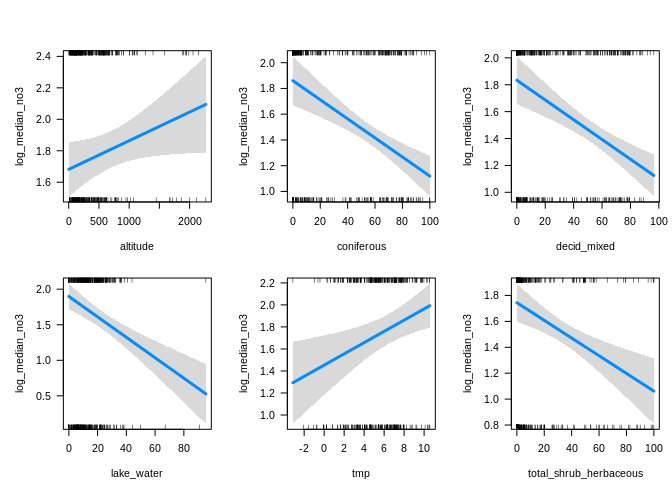 2.4
2.2
2.0
1.8
1.6
log_median_no3
0 500 1000 2000
altitude
2.0
1.8
1.6
1.4
1.2
1.0
log_median_no3
0 20 40 60 80 100
coniferous
2.0
1.8
1.6
1.4
1.2
1.0
log_median_no3
0 20 40 60 80 100
decid_mixed
2.0
1.5
1.0
0.5
log_median_no3
0 20 40 60 80
lake_water
2.2
2.0
1.8
1.6
1.4
1.2
1.0
log_median_no3
-2 0 2 4 6 8 10
tmp
1.8
1.6
1.4
1.2
1.0
0.8
log_median_no3
0 20 40 60 80 100
total_shrub_herbaceous